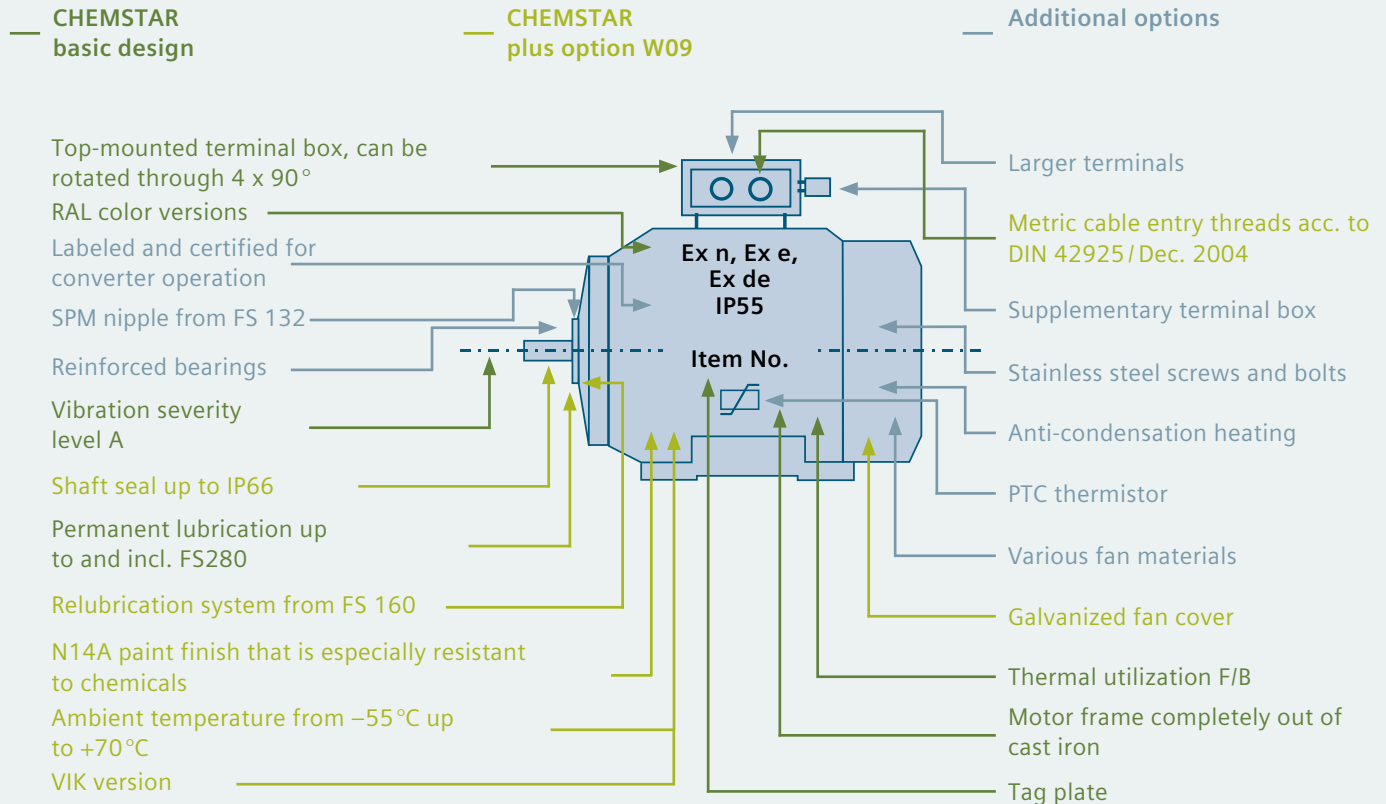 CHEMSTAR
basic design
CHEMSTAR
plus option W09
Additional options
Top-mounted terminal box, can be
rotated through 4 x 90°
RAL color versions
Labeled and certified for
converter operation
SPM nipple from FS 132
Reinforced bearings
Vibration severity
level A
Shaft seal up to IP66
Permanent lubrication up
to and incl. FS280
Relubrication system from FS 160
N14A paint finish that is especially resistant
to chemicals
Ambient temperature from –55°C up
to +70°C
VIK version
Ex n, Ex e,
Ex de
IP55
Item No.
Larger terminals
Metric cable entry threads acc. to
DIN 42925/Dec. 2004
Supplementary terminal box
Stainless steel screws and bolts
Anti-condensation heating
PTC thermistor
Various fan materials
Galvanized fan cover
Thermal utilization F/B
Motor frame completely out of
cast iron
Tag plate